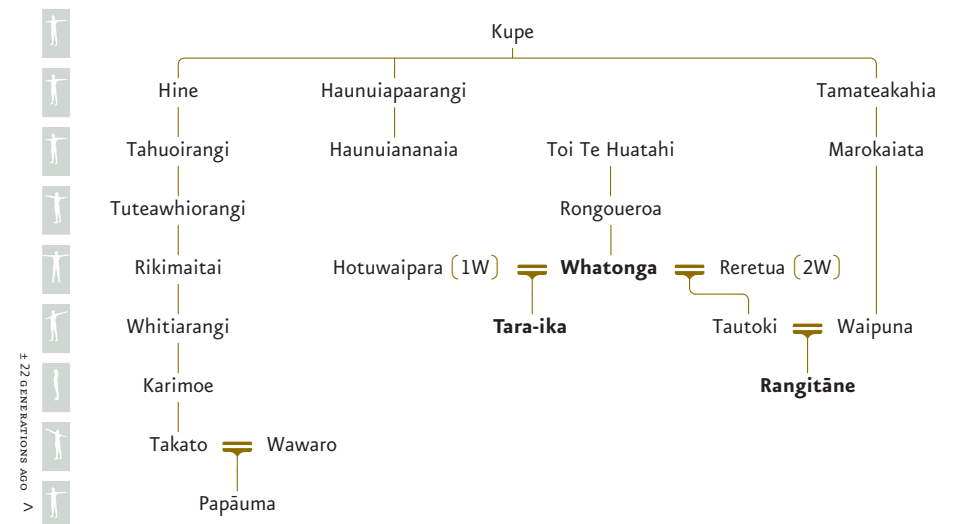 Kupe
Hine Haunuiapaarangi Tamateakahia
Tahuoirangi Haunuiananaia Toi Te Huatahi Marokaiata
Tuteawhiorangi Rongoueroa
Rikimaitai Hotuwaipara (1W) Whatonga Reretua (2W)
Whitiarangi Tara-ika Tautoki Waipuna
Karimoe Rangitāne
Takato Wawaro
Papāuma
± 22 GENERATIONS AGO >